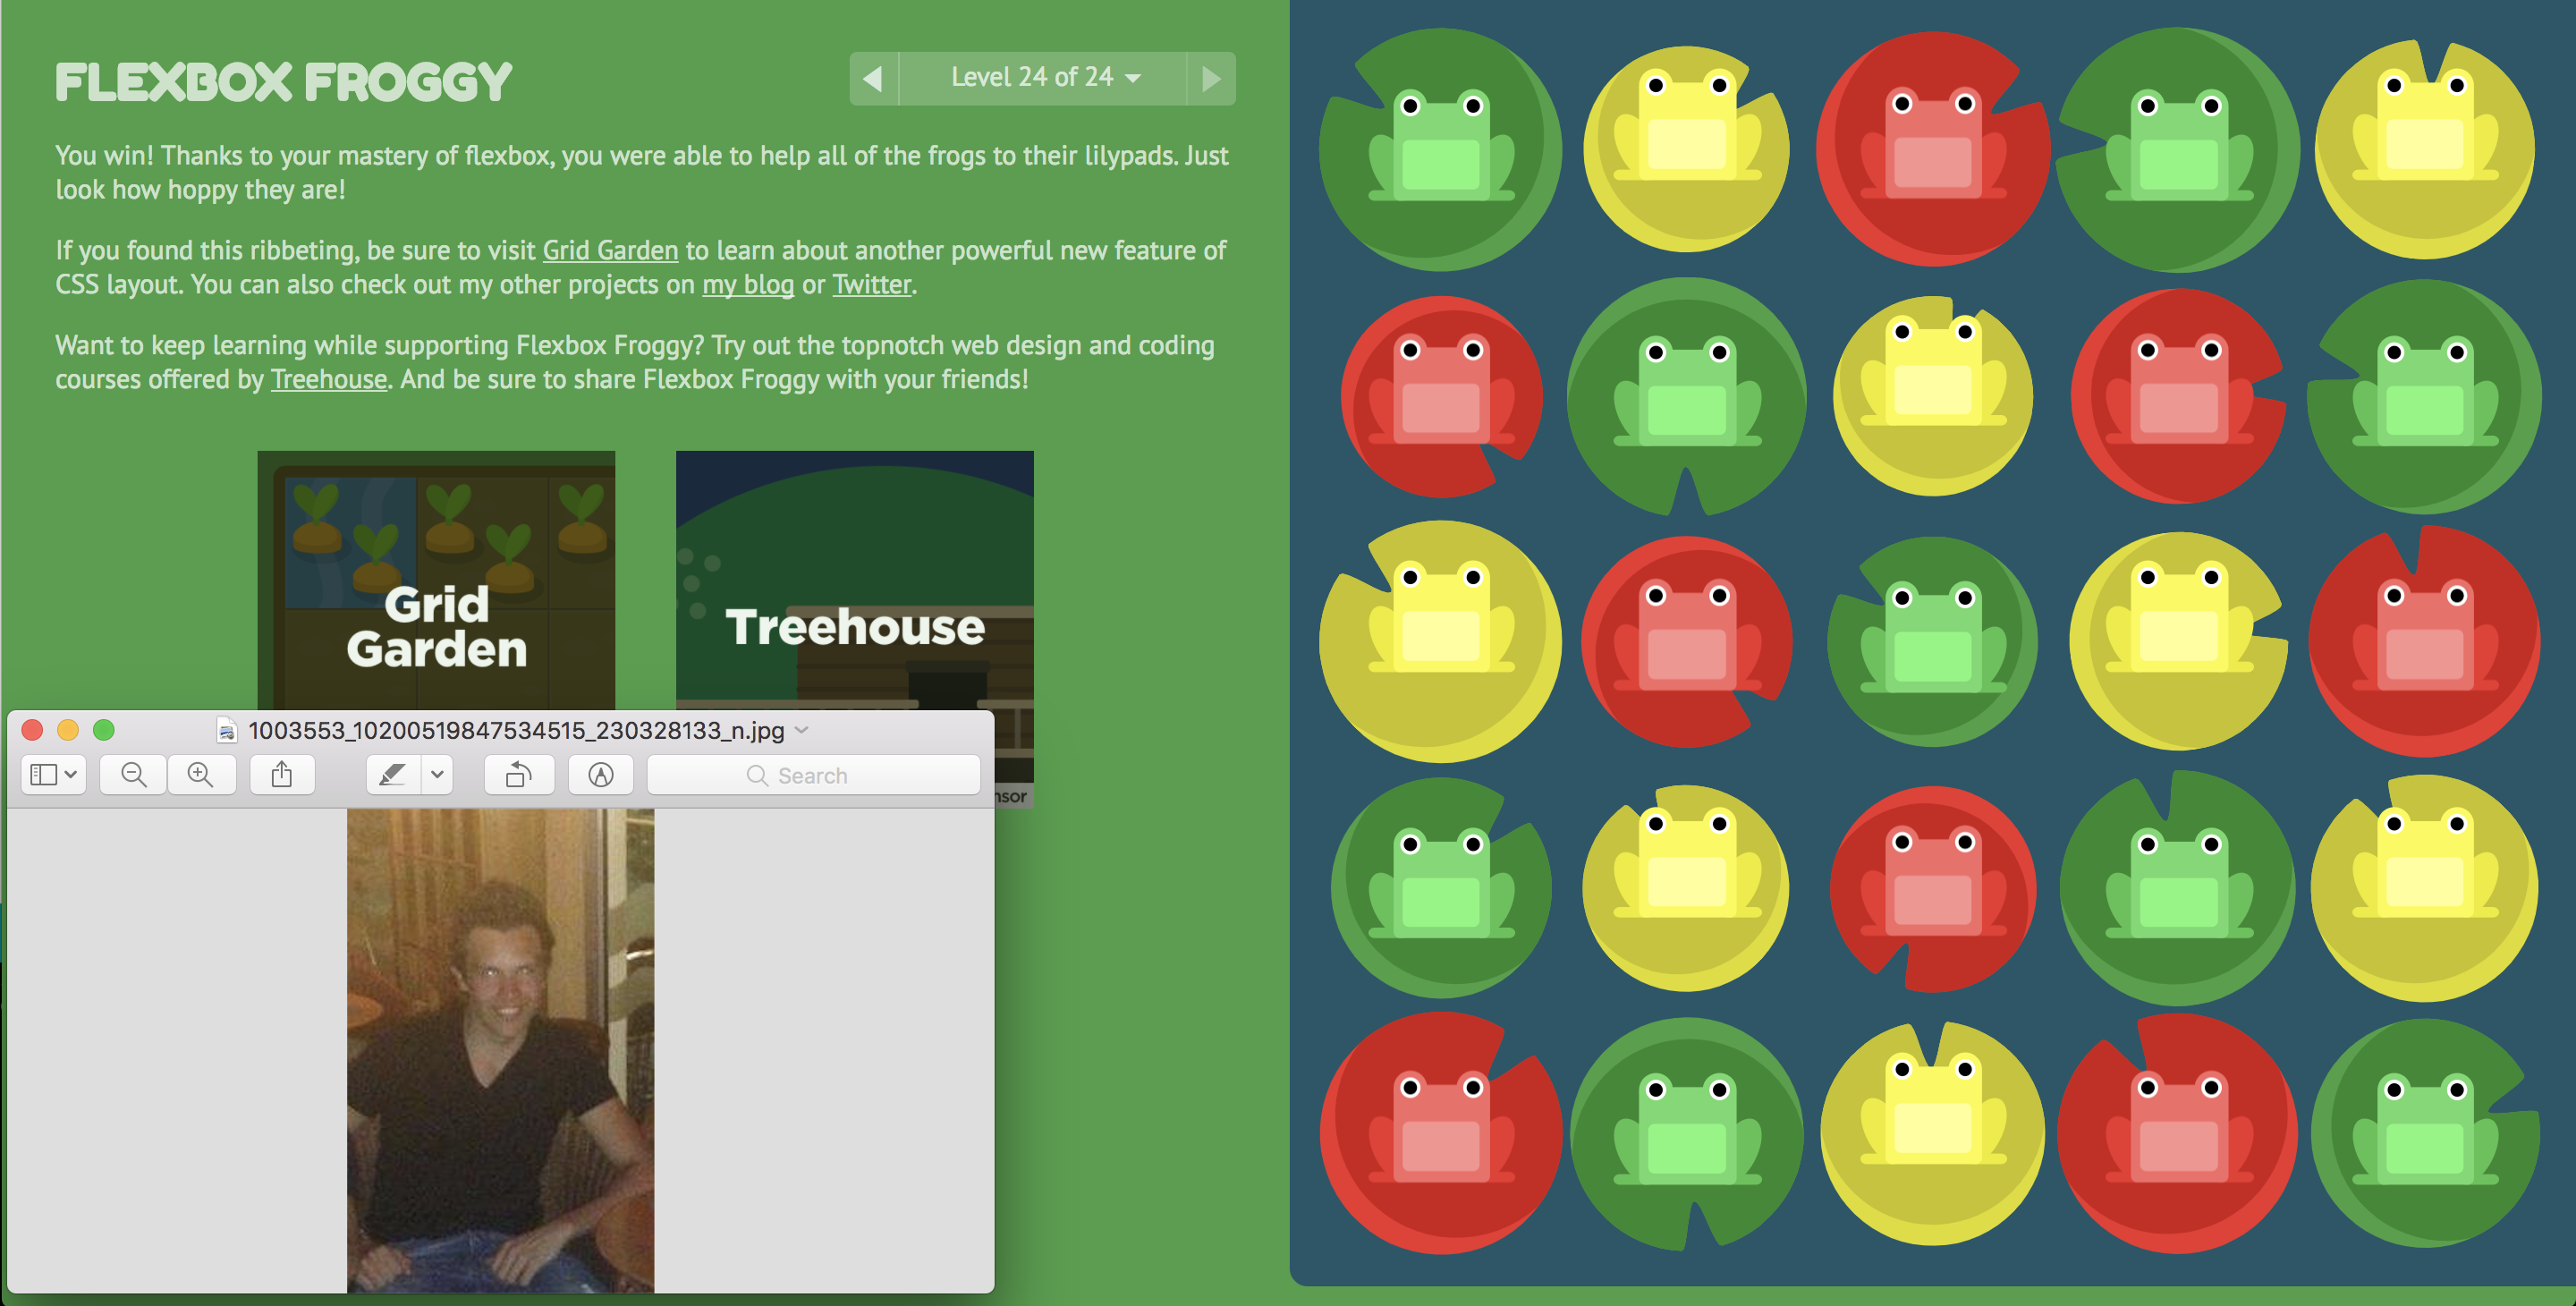 FLEXBOX FROGGY
Level 24 of 24
You win! Thanks to your mastery of flexbox, you were able to help all of the frogs to their lilypads. Just
look how hoppy they are!
If you found this ribbeting, be sure to visit Grid Garden to learn about another powerful new feature of
CSS layout. You can also check out my other projects on my blog or Twitter.
Want to keep learning while supporting Flexbox Froggy? Try out the topnotch web design and coding
courses offered by Treehouse. And be sure to share Flexbox Froggy with your friends!
Grid
Garden
Treehouse
nsor
1003553_10200519847534515_230328133_n.jpg
Search